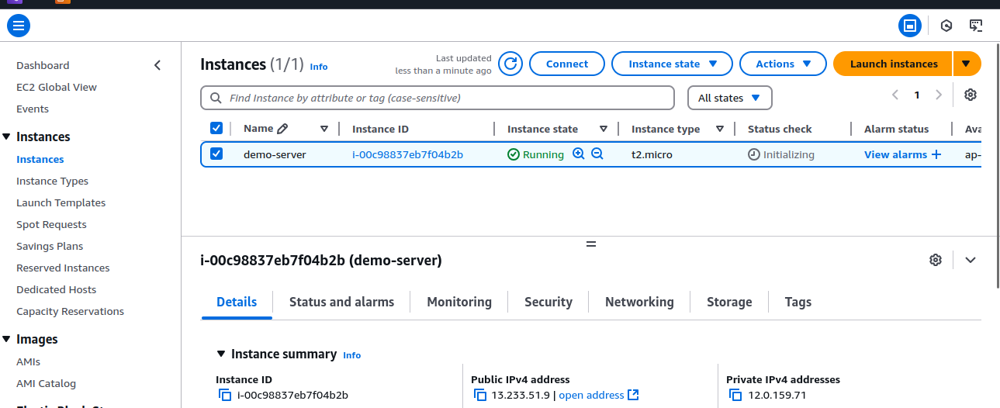 Dashboard
EC2 Global View
Events
Instances
Instances
Instance Types
Launch Templates
Spot Requests
Savings Plans
Reserved Instances
Dedicated Hosts
Capacity Reservations
Images
AMIs
AMI Catalog
Instances (1/1) Info
Last updated
less than a minute ago
Connect
Instance state
Actions
Launch instances
Find Instance by attribute or tag (case-sensitive)
All states
1
Name Instance ID Instance state Instance type Status check Alarm status Ava
demo-server i-00c98837eb7f04b2b Running t2.micro Initializing View alarms + ap-
i-00c98837eb7f04b2b (demo-server)
Details Status and alarms Monitoring Security Networking Storage Tags
Instance summary Info
Instance ID
i-00c98837eb7f04b2b
Public IPv4 address
13.233.51.9 | open address
Private IPv4 addresses
12.0.159.71